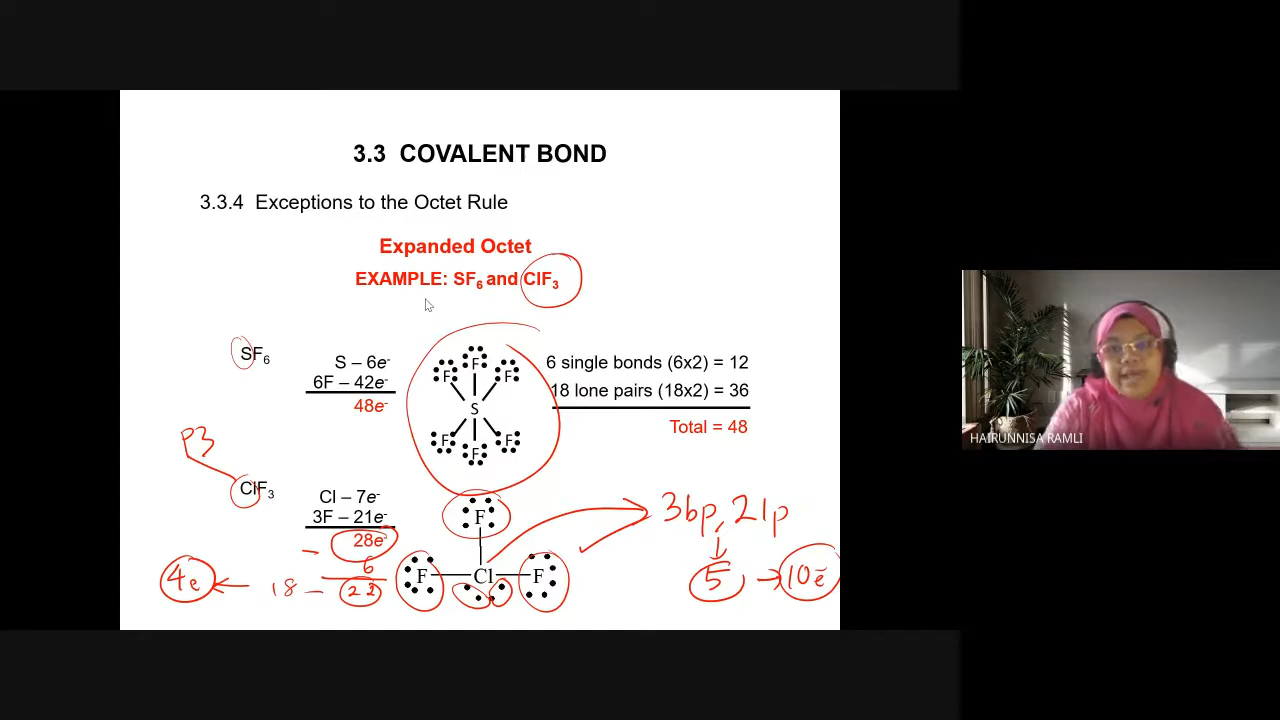 3.3 COVALENT BOND
3.3.4 Exceptions to the Octet Rule
Expanded Octet
EXAMPLE: SF₆ and ClF₃
SF₆
S – 6e⁻
6F – 42e⁻
48e⁻
F
F
F
S
F
F
F
6 single bonds (6x2) = 12
18 lone pairs (18x2) = 36
Total = 48
HAIRUNNISA RAMLI
P3
ClF₃
Cl – 7e⁻
3F – 21e⁻
28e⁻
– 6
22
18 –
4e
F
F
Cl
F
3bp, 2lp
5
10e⁻